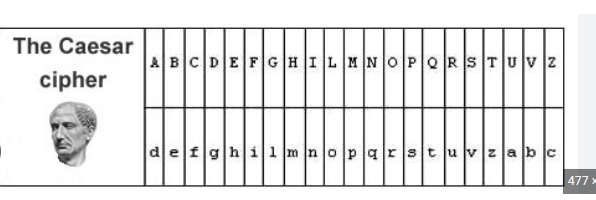 The Caesar
cipher
A B C D E F G H I L M N O P Q R S T U V Z
d e f g h i l m n o p q r s t u v z a b c
477 ×